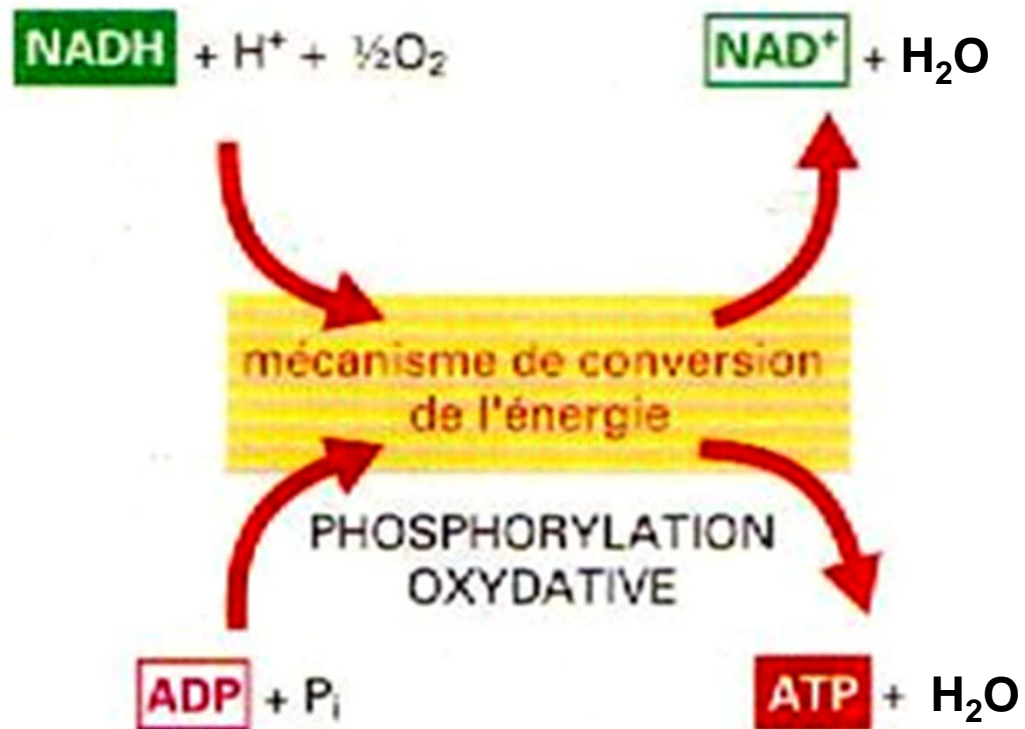 NADH + H⁺ + ½O₂
NAD⁺ + H₂O
mécanisme de conversion
de l'énergie
PHOSPHORYLATION
OXYDATIVE
ADP + Pᵢ
ATP + H₂O